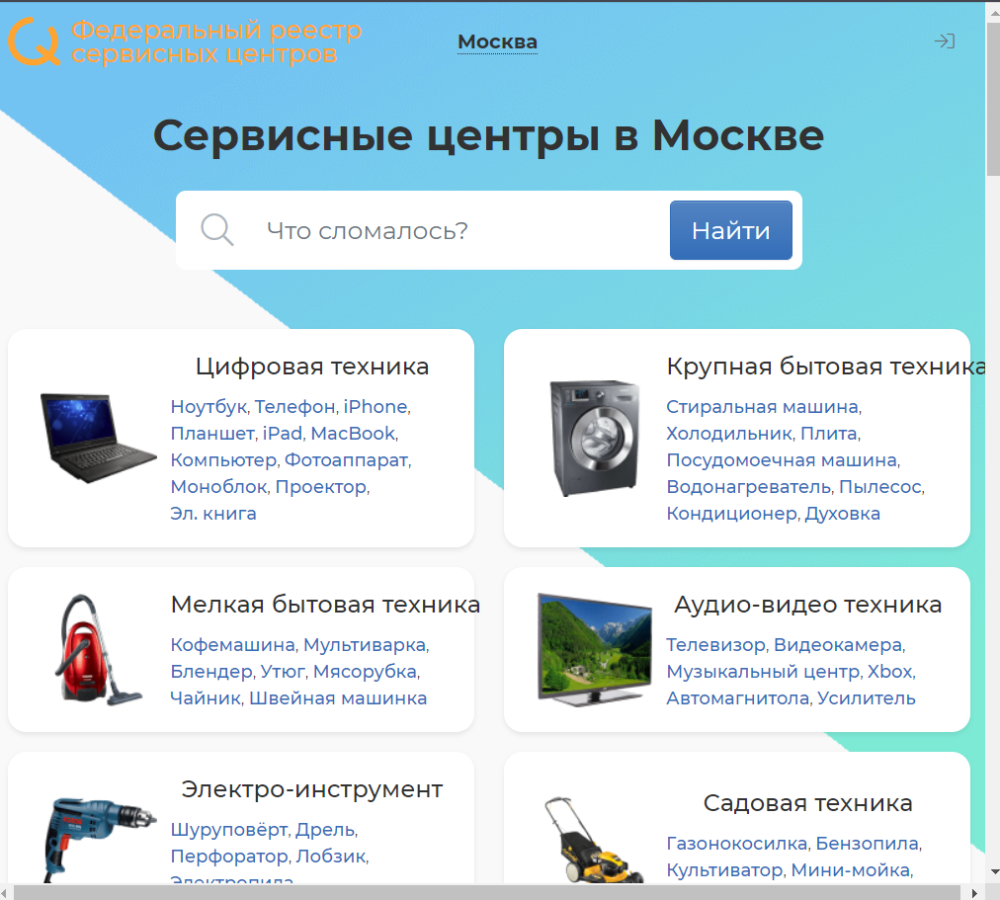 Федеральный реестр
сервисных центров
Москва
Сервисные центры в Москве
Что сломалось?
Найти
Цифровая техника
Ноутбук, Телефон, iPhone,
Планшет, iPad, MacBook,
Компьютер, Фотоаппарат,
Моноблок, Проектор,
Эл. книга
Крупная бытовая техника
Стиральная машина,
Холодильник, Плита,
Посудомоечная машина,
Водонагреватель, Пылесос,
Кондиционер, Духовка
Мелкая бытовая техника
Кофемашина, Мультиварка,
Блендер, Утюг, Мясорубка,
Чайник, Швейная машинка
Аудио-видео техника
Телевизор, Видеокамера,
Музыкальный центр, Xbox,
Автомагнитола, Усилитель
Электро-инструмент
Шуруповёрт, Дрель,
Перфоратор, Лобзик,
Электропила
Садовая техника
Газонокосилка, Бензопила,
Культиватор, Мини-мойка,